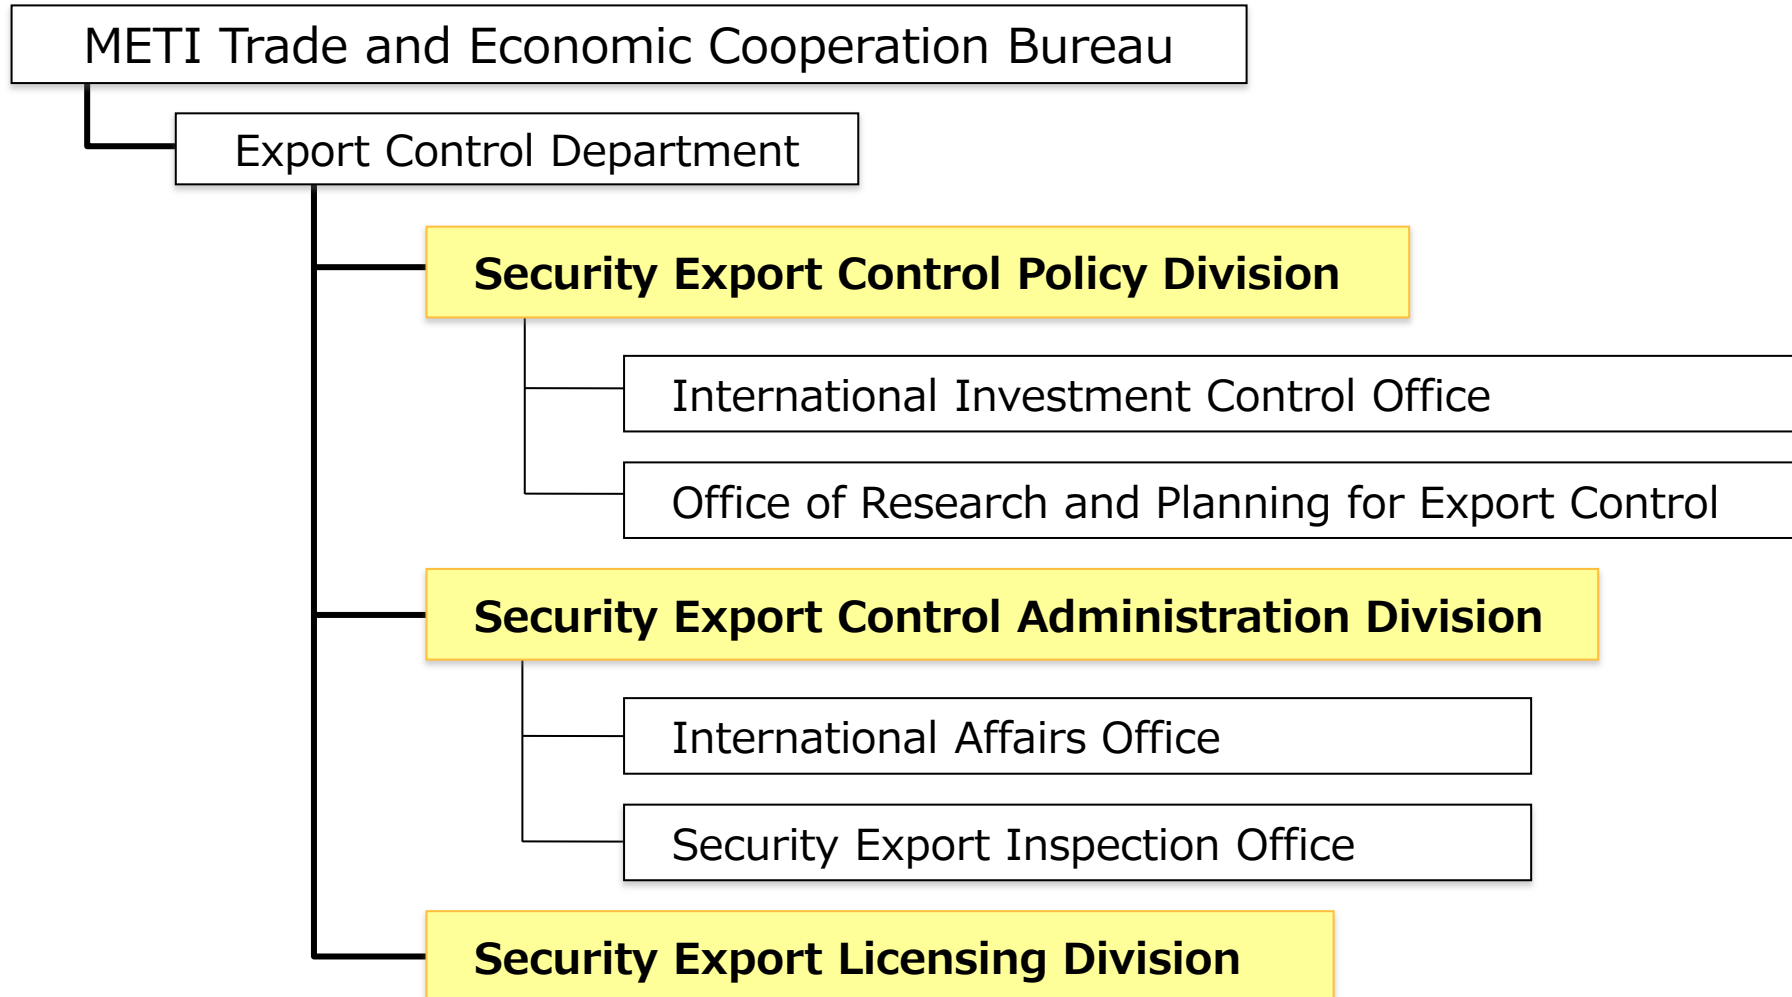 METI Trade and Economic Cooperation Bureau
Export Control Department
Security Export Control Policy Division
International Investment Control Office
Office of Research and Planning for Export Control
Security Export Control Administration Division
International Affairs Office
Security Export Inspection Office
Security Export Licensing Division